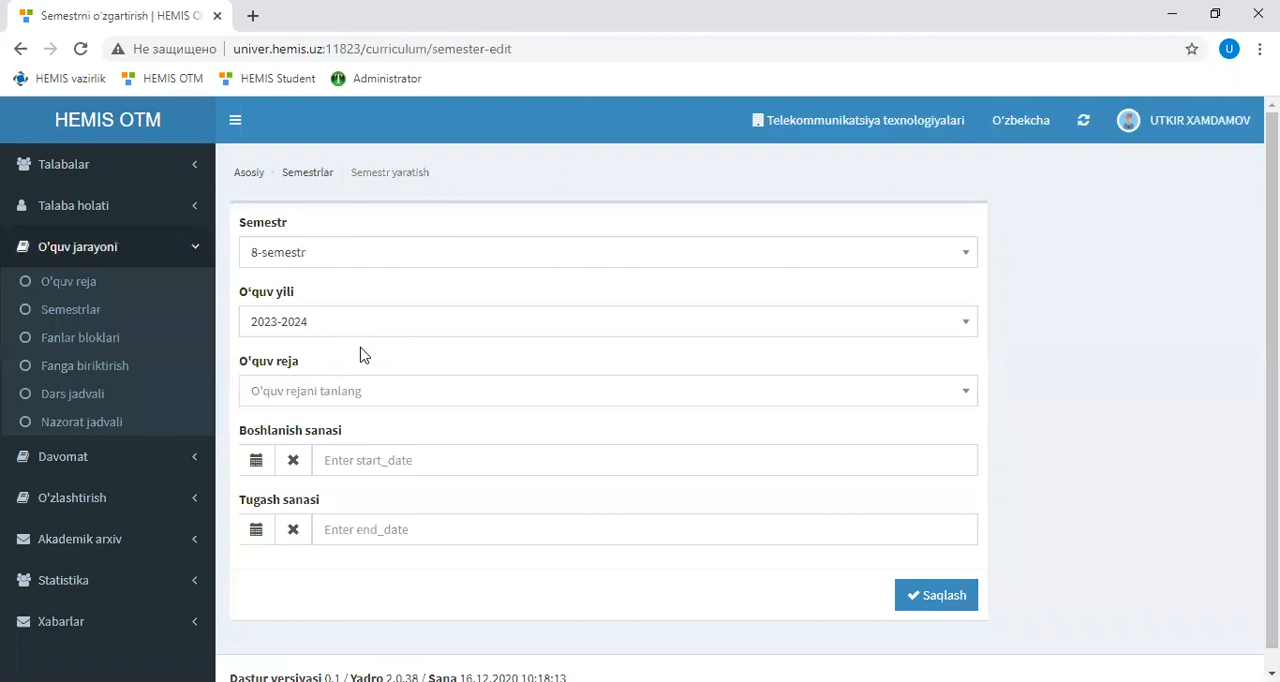 Semestrni o'zgartirish | HEMIS O
Не защищено univer.hemis.uz:11823/curriculum/semester-edit
U
HEMIS vazirlik HEMIS OTM HEMIS Student Administrator
HEMIS OTM
Telekommunikatsiya texnologiyalari O'zbekcha UTKIR XAMDAMOV
Talabalar
Talaba holati
O'quv jarayoni
O'quv reja
Semestrlar
Fanlar bloklari
Fanga biriktirish
Dars jadvali
Nazorat jadvali
Davomat
O'zlashtirish
Akademik arxiv
Statistika
Xabarlar
Asosiy Semestrlar Semestr yaratish
Semestr
8-semestr
O‘quv yili
2023-2024
O'quv reja
O'quv rejani tanlang
Boshlanish sanasi
Enter start_date
Tugash sanasi
Enter end_date
Saqlash
Dastur versiyasi 0.1 / Yadro 2.0.38 / Sana 16.12.2020 10:18:13